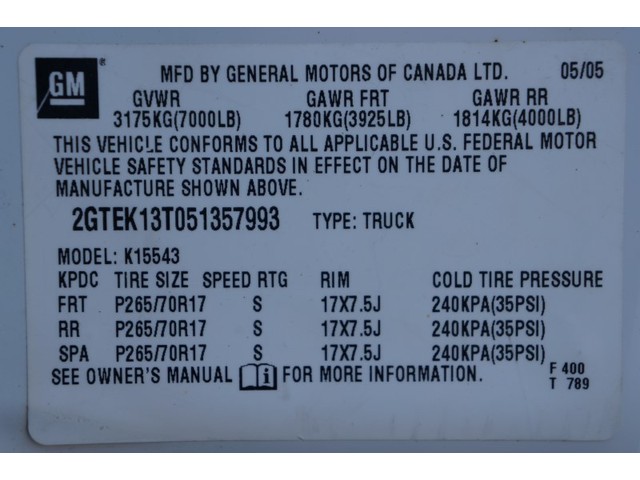 GM ®
MFD BY GENERAL MOTORS OF CANADA LTD. 05/05
GVWR GAWR FRT GAWR RR
3175KG(7000LB) 1780KG(3925LB) 1814KG(4000LB)
THIS VEHICLE CONFORMS TO ALL APPLICABLE U.S. FEDERAL MOTOR
VEHICLE SAFETY STANDARDS IN EFFECT ON THE DATE OF
MANUFACTURE SHOWN ABOVE.
2GTEK13T051357993 TYPE: TRUCK
MODEL: K15543
KPDC TIRE SIZE SPEED RTG RIM COLD TIRE PRESSURE
FRT P265/70R17 S 17X7.5J 240KPA(35PSI)
RR P265/70R17 S 17X7.5J 240KPA(35PSI)
SPA P265/70R17 S 17X7.5J 240KPA(35PSI)
SEE OWNER'S MANUAL i FOR MORE INFORMATION.
F 400
T 789